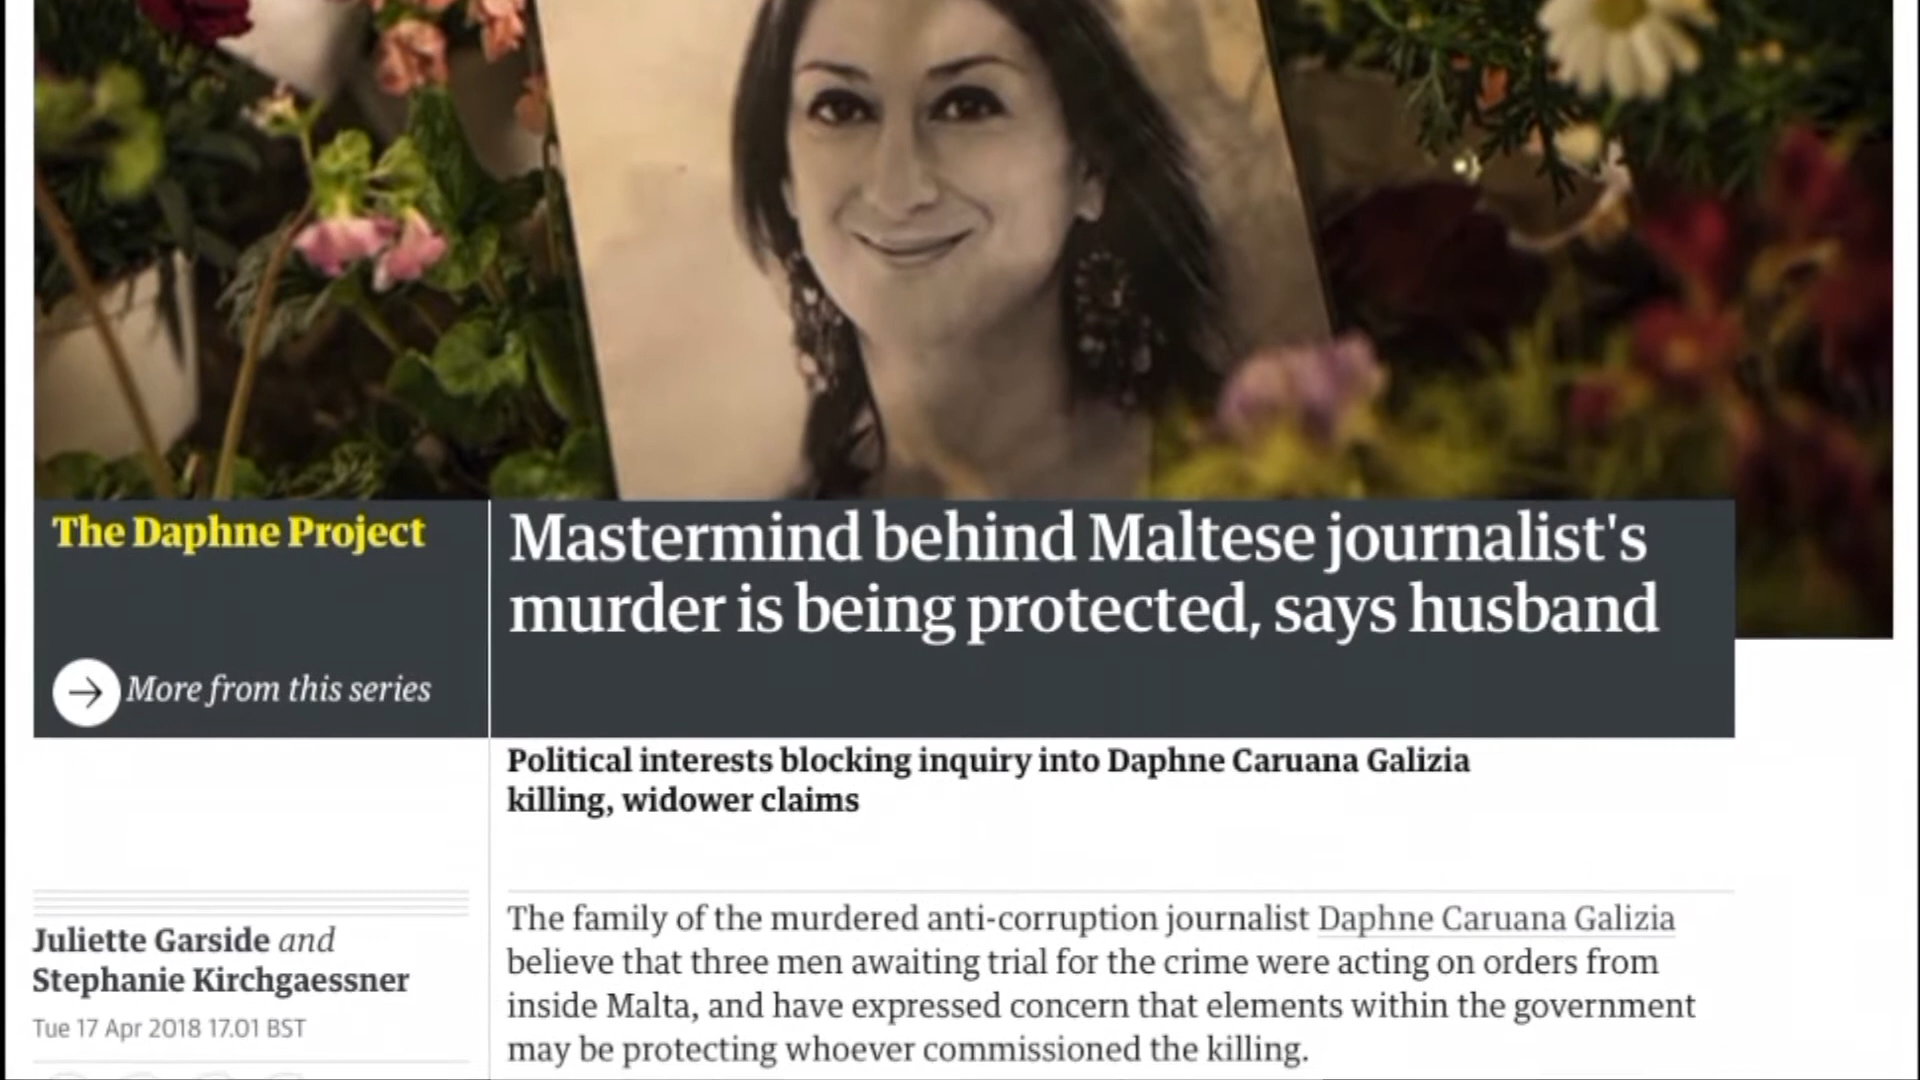 The Daphne Project
More from this series
Mastermind behind Maltese journalist's
murder is being protected, says husband
Political interests blocking inquiry into Daphne Caruana Galizia
killing, widower claims
Juliette Garside and
Stephanie Kirchgaessner
Tue 17 Apr 2018 17.01 BST
The family of the murdered anti-corruption journalist Daphne Caruana Galizia
believe that three men awaiting trial for the crime were acting on orders from
inside Malta, and have expressed concern that elements within the government
may be protecting whoever commissioned the killing.